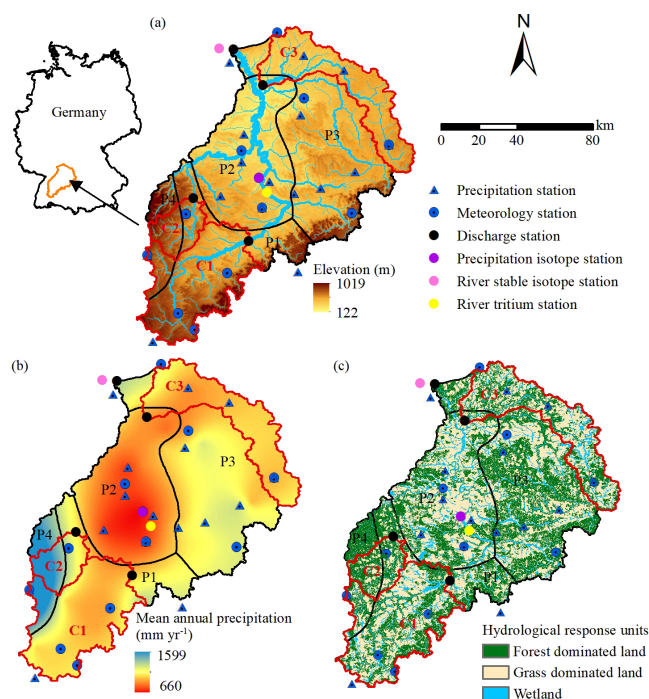 (a)
N
Germany
C3
P3
km
0 20 40 80
P2
P4
C2
P1
C1
Elevation (m)
1019
122
Precipitation station
Meteorology station
Discharge station
Precipitation isotope station
River stable isotope station
River tritium station
(b)
C3
P3
P2
P4
C2
P1
C1
Mean annual precipitation
(mm yr⁻¹)
1599
660
(c)
C3
P3
P2
P4
P1
C1
Hydrological response units
Forest dominated land
Grass dominated land
Wetland